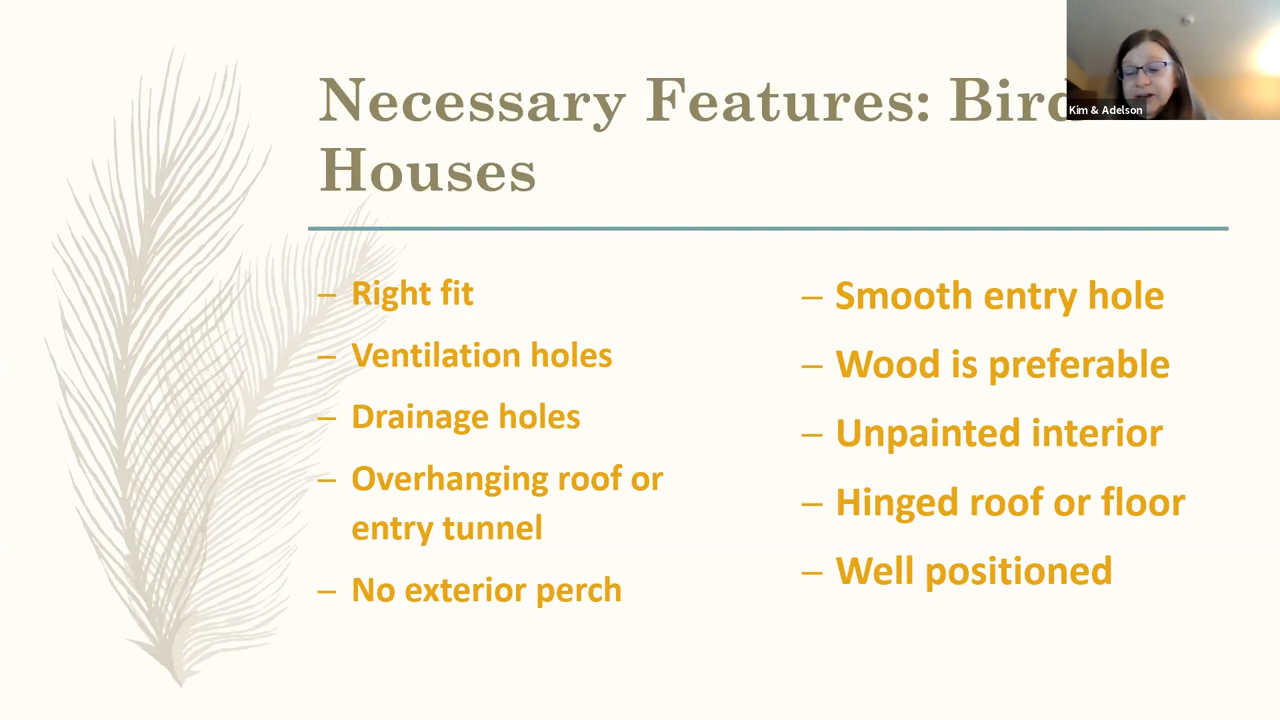 Necessary Features: Bird
Houses
Kim & Adelson
– Right fit
– Ventilation holes
– Drainage holes
– Overhanging roof or
entry tunnel
– No exterior perch
– Smooth entry hole
– Wood is preferable
– Unpainted interior
– Hinged roof or floor
– Well positioned